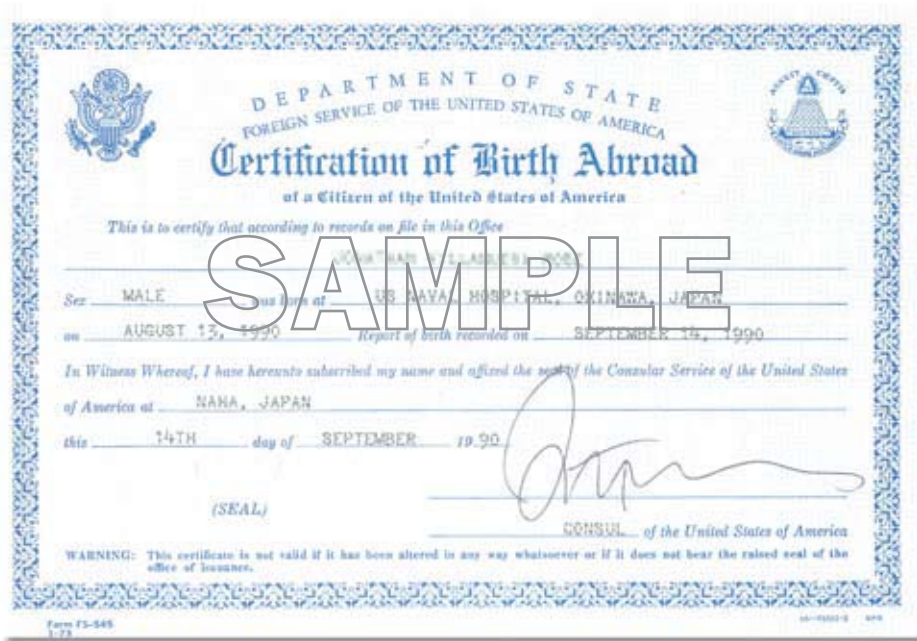 DEPARTMENT OF STATE
FOREIGN SERVICE OF THE UNITED STATES OF AMERICA
Certification of Birth Abroad
of a Citizen of the United States of America
This is to certify that according to records on file in this Office
JONATHAN
SAMPLE
Sex MALE was born at US NAVAL HOSPITAL, OKINAWA, JAPAN
on AUGUST 13, 1990 Report of birth recorded on SEPTEMBER 14, 1990
In Witness Whereof, I have hereunto subscribed my name and affixed the seal of the Consular Service of the United States
of America at NAHA, JAPAN
this 14TH day of SEPTEMBER 19 90
(SEAL)
CONSUL of the United States of America
WARNING: This certificate is not valid if it has been altered in any way whatsoever or if it does not bear the raised seal of the
office of issuance.
Form FS-545
1-73